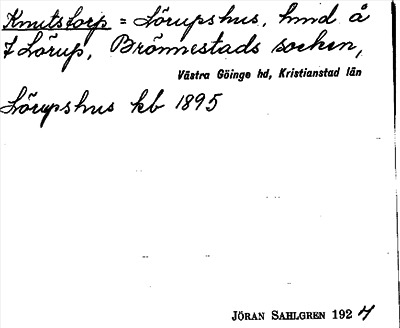 Knutstorp = Lörupshus, hmd å
7 Lörup, Brönnestads socken,
Västra Göinge hd, Kristianstad län
Lörupshus kb 1895
JÖRAN SAHLGREN 1924